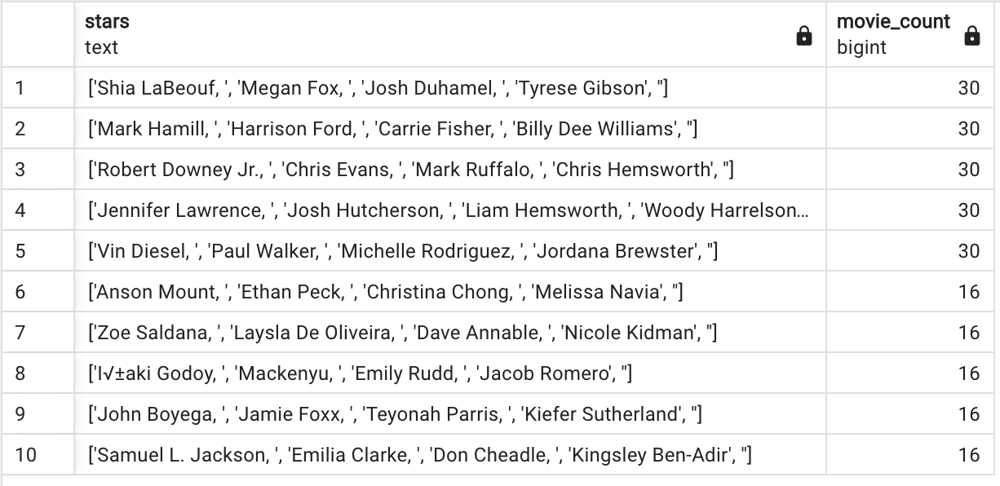 stars movie_count
text bigint
1 ['Shia LaBeouf, ', 'Megan Fox, ', 'Josh Duhamel, ', 'Tyrese Gibson', ''] 30
2 ['Mark Hamill, ', 'Harrison Ford, ', 'Carrie Fisher, ', 'Billy Dee Williams', ''] 30
3 ['Robert Downey Jr., ', 'Chris Evans, ', 'Mark Ruffalo, ', 'Chris Hemsworth', ''] 30
4 ['Jennifer Lawrence, ', 'Josh Hutcherson, ', 'Liam Hemsworth, ', 'Woody Harrelson... 30
5 ['Vin Diesel, ', 'Paul Walker, ', 'Michelle Rodriguez, ', 'Jordana Brewster', ''] 30
6 ['Anson Mount, ', 'Ethan Peck, ', 'Christina Chong, ', 'Melissa Navia', ''] 16
7 ['Zoe Saldana, ', 'Laysla De Oliveira, ', 'Dave Annable, ', 'Nicole Kidman', ''] 16
8 ['I√±aki Godoy, ', 'Mackenyu, ', 'Emily Rudd, ', 'Jacob Romero', ''] 16
9 ['John Boyega, ', 'Jamie Foxx, ', 'Teyonah Parris, ', 'Kiefer Sutherland', ''] 16
10 ['Samuel L. Jackson, ', 'Emilia Clarke, ', 'Don Cheadle, ', 'Kingsley Ben-Adir', ''] 16